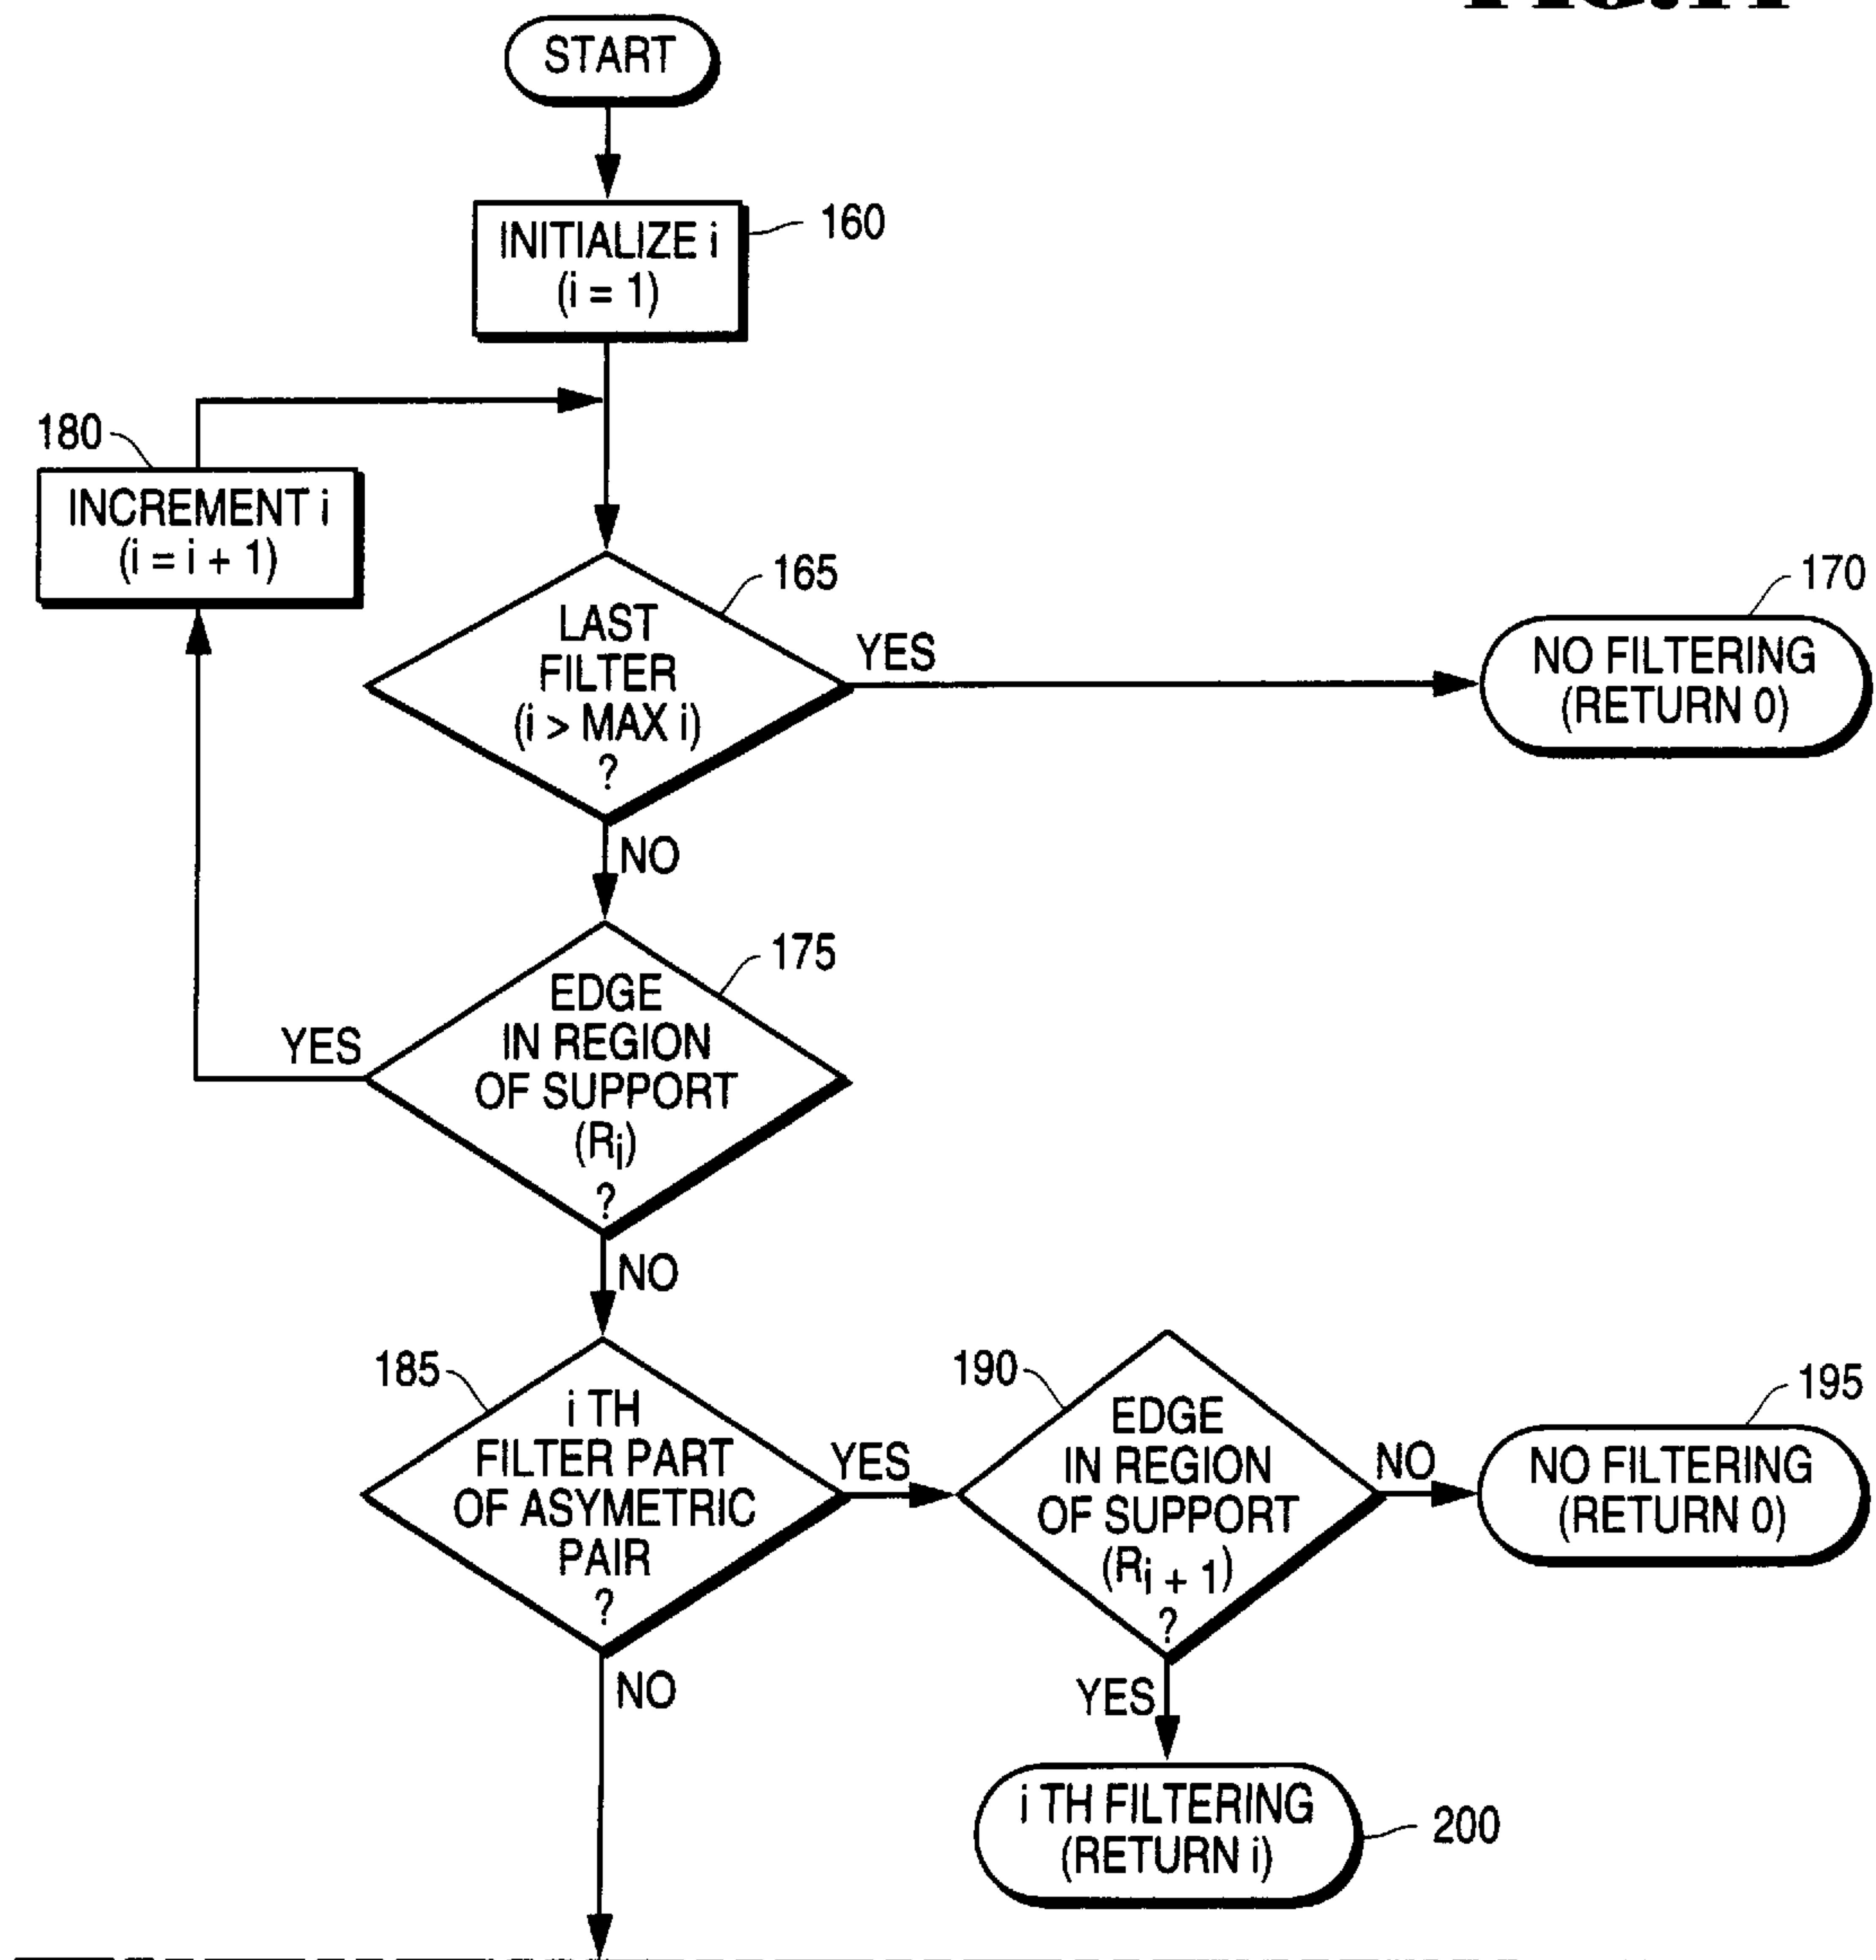 START
INITIALIZE i
(i = 1)
160
180
INCREMENT i
(i = i + 1)
165
LAST
FILTER
(i > MAX i)
?
YES
170
NO FILTERING
(RETURN 0)
NO
175
EDGE
IN REGION
OF SUPPORT
(Ri)
?
YES
NO
185
i TH
FILTER PART
OF ASYMETRIC
PAIR
?
YES
190
EDGE
IN REGION
OF SUPPORT
(Ri + 1)
?
NO
195
NO FILTERING
(RETURN 0)
NO
YES
i TH FILTERING
(RETURN i)
200